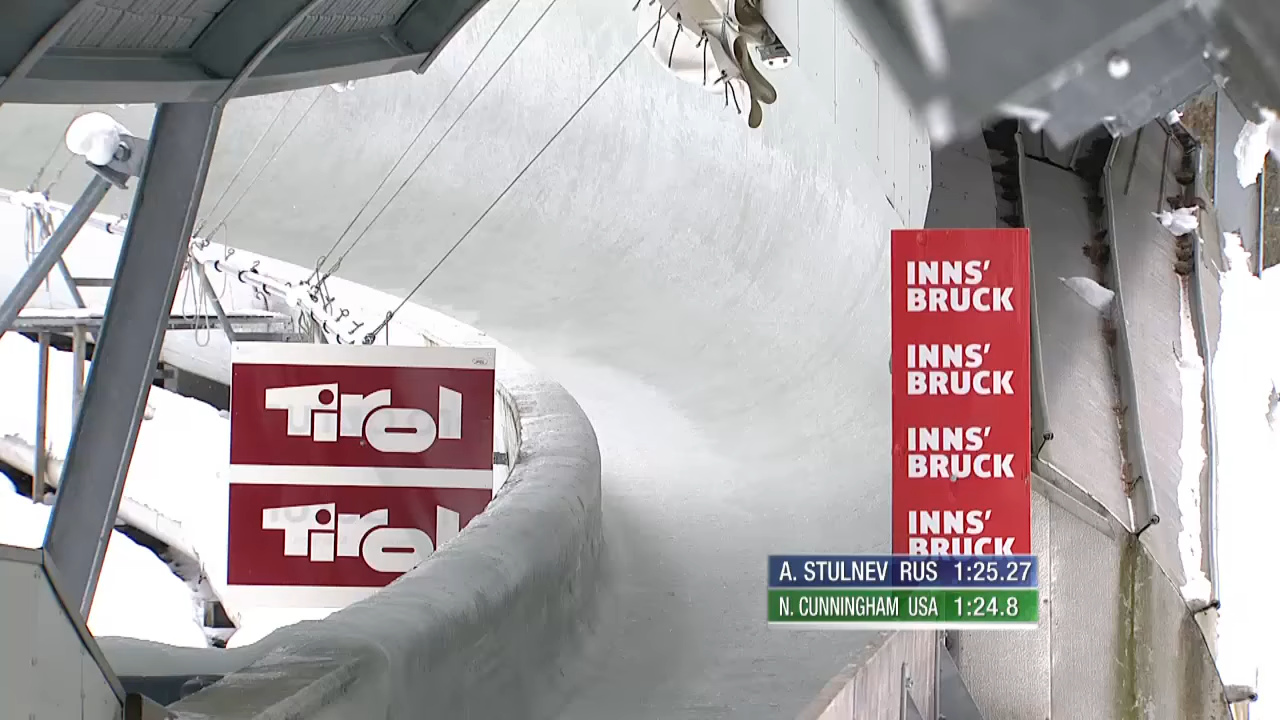 Tirol
Tirol
INNS'
BRUCK
INNS'
BRUCK
INNS'
BRUCK
INNS'
BRUCK
A. STULNEV RUS 1:25.27
N. CUNNINGHAM USA 1:24.8